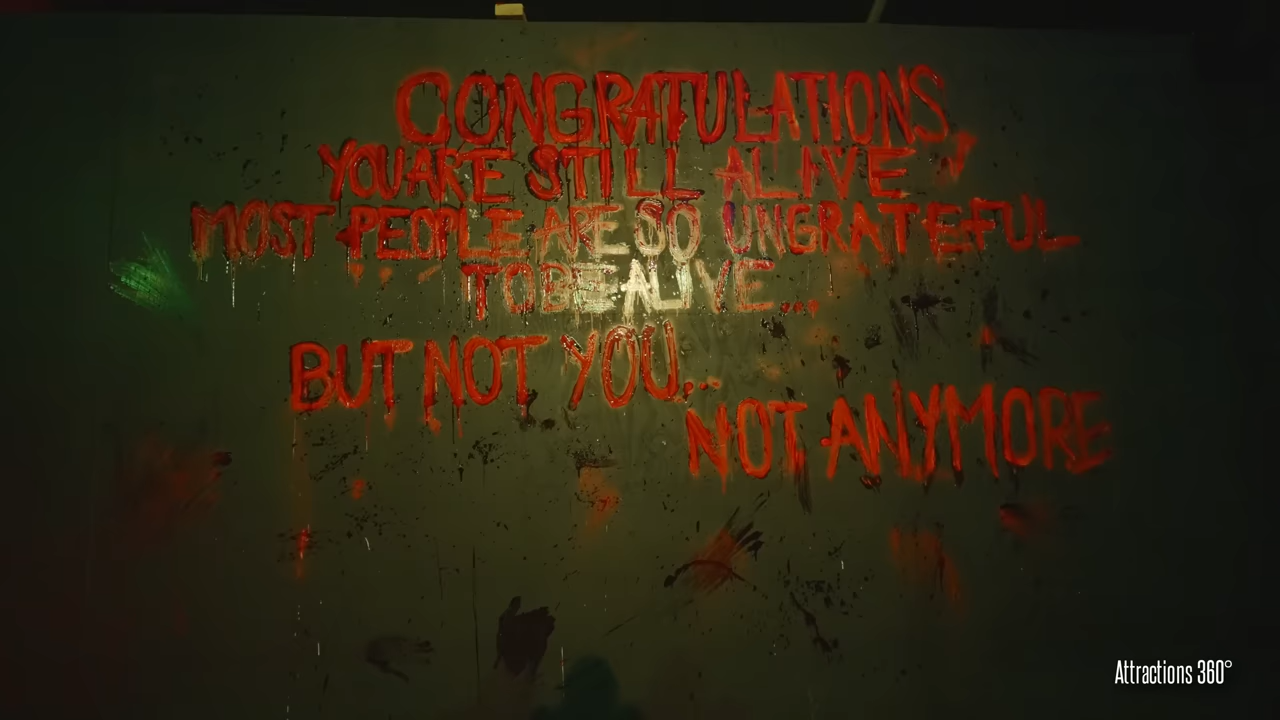 CONGRATULATIONS,
YOU ARE STILL ALIVE
MOST PEOPLE ARE SO UNGRATEFUL
TO BE ALIVE...
BUT NOT YOU...
NOT ANYMORE
Attractions 360°